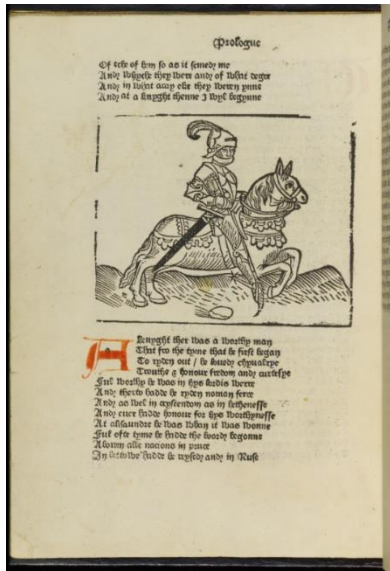 Prologue
Of eche of hem so as it semed me
And whyche they were and of what degre
And in what aray eke they weren ynne
And at a knyght thenne I wyl begynne
A knyght ther was a worthy man
That fro the tyme that he first began
To ryden out / he louede chyualrye
Trouthe & honour fredom and curtesye
Ful worthy he was in hys lordis werre
And therto hadde he ryden noman ferre
And as wel in cristendom as in hethenesse
And euer hadde honour for hys worthynesse
At alisaundre he was whan it was wonne
Ful ofte tyme he hadde the bord begonne
Abouen alle nacions in pruce
In lettowe hadde he reysed and in Ruse